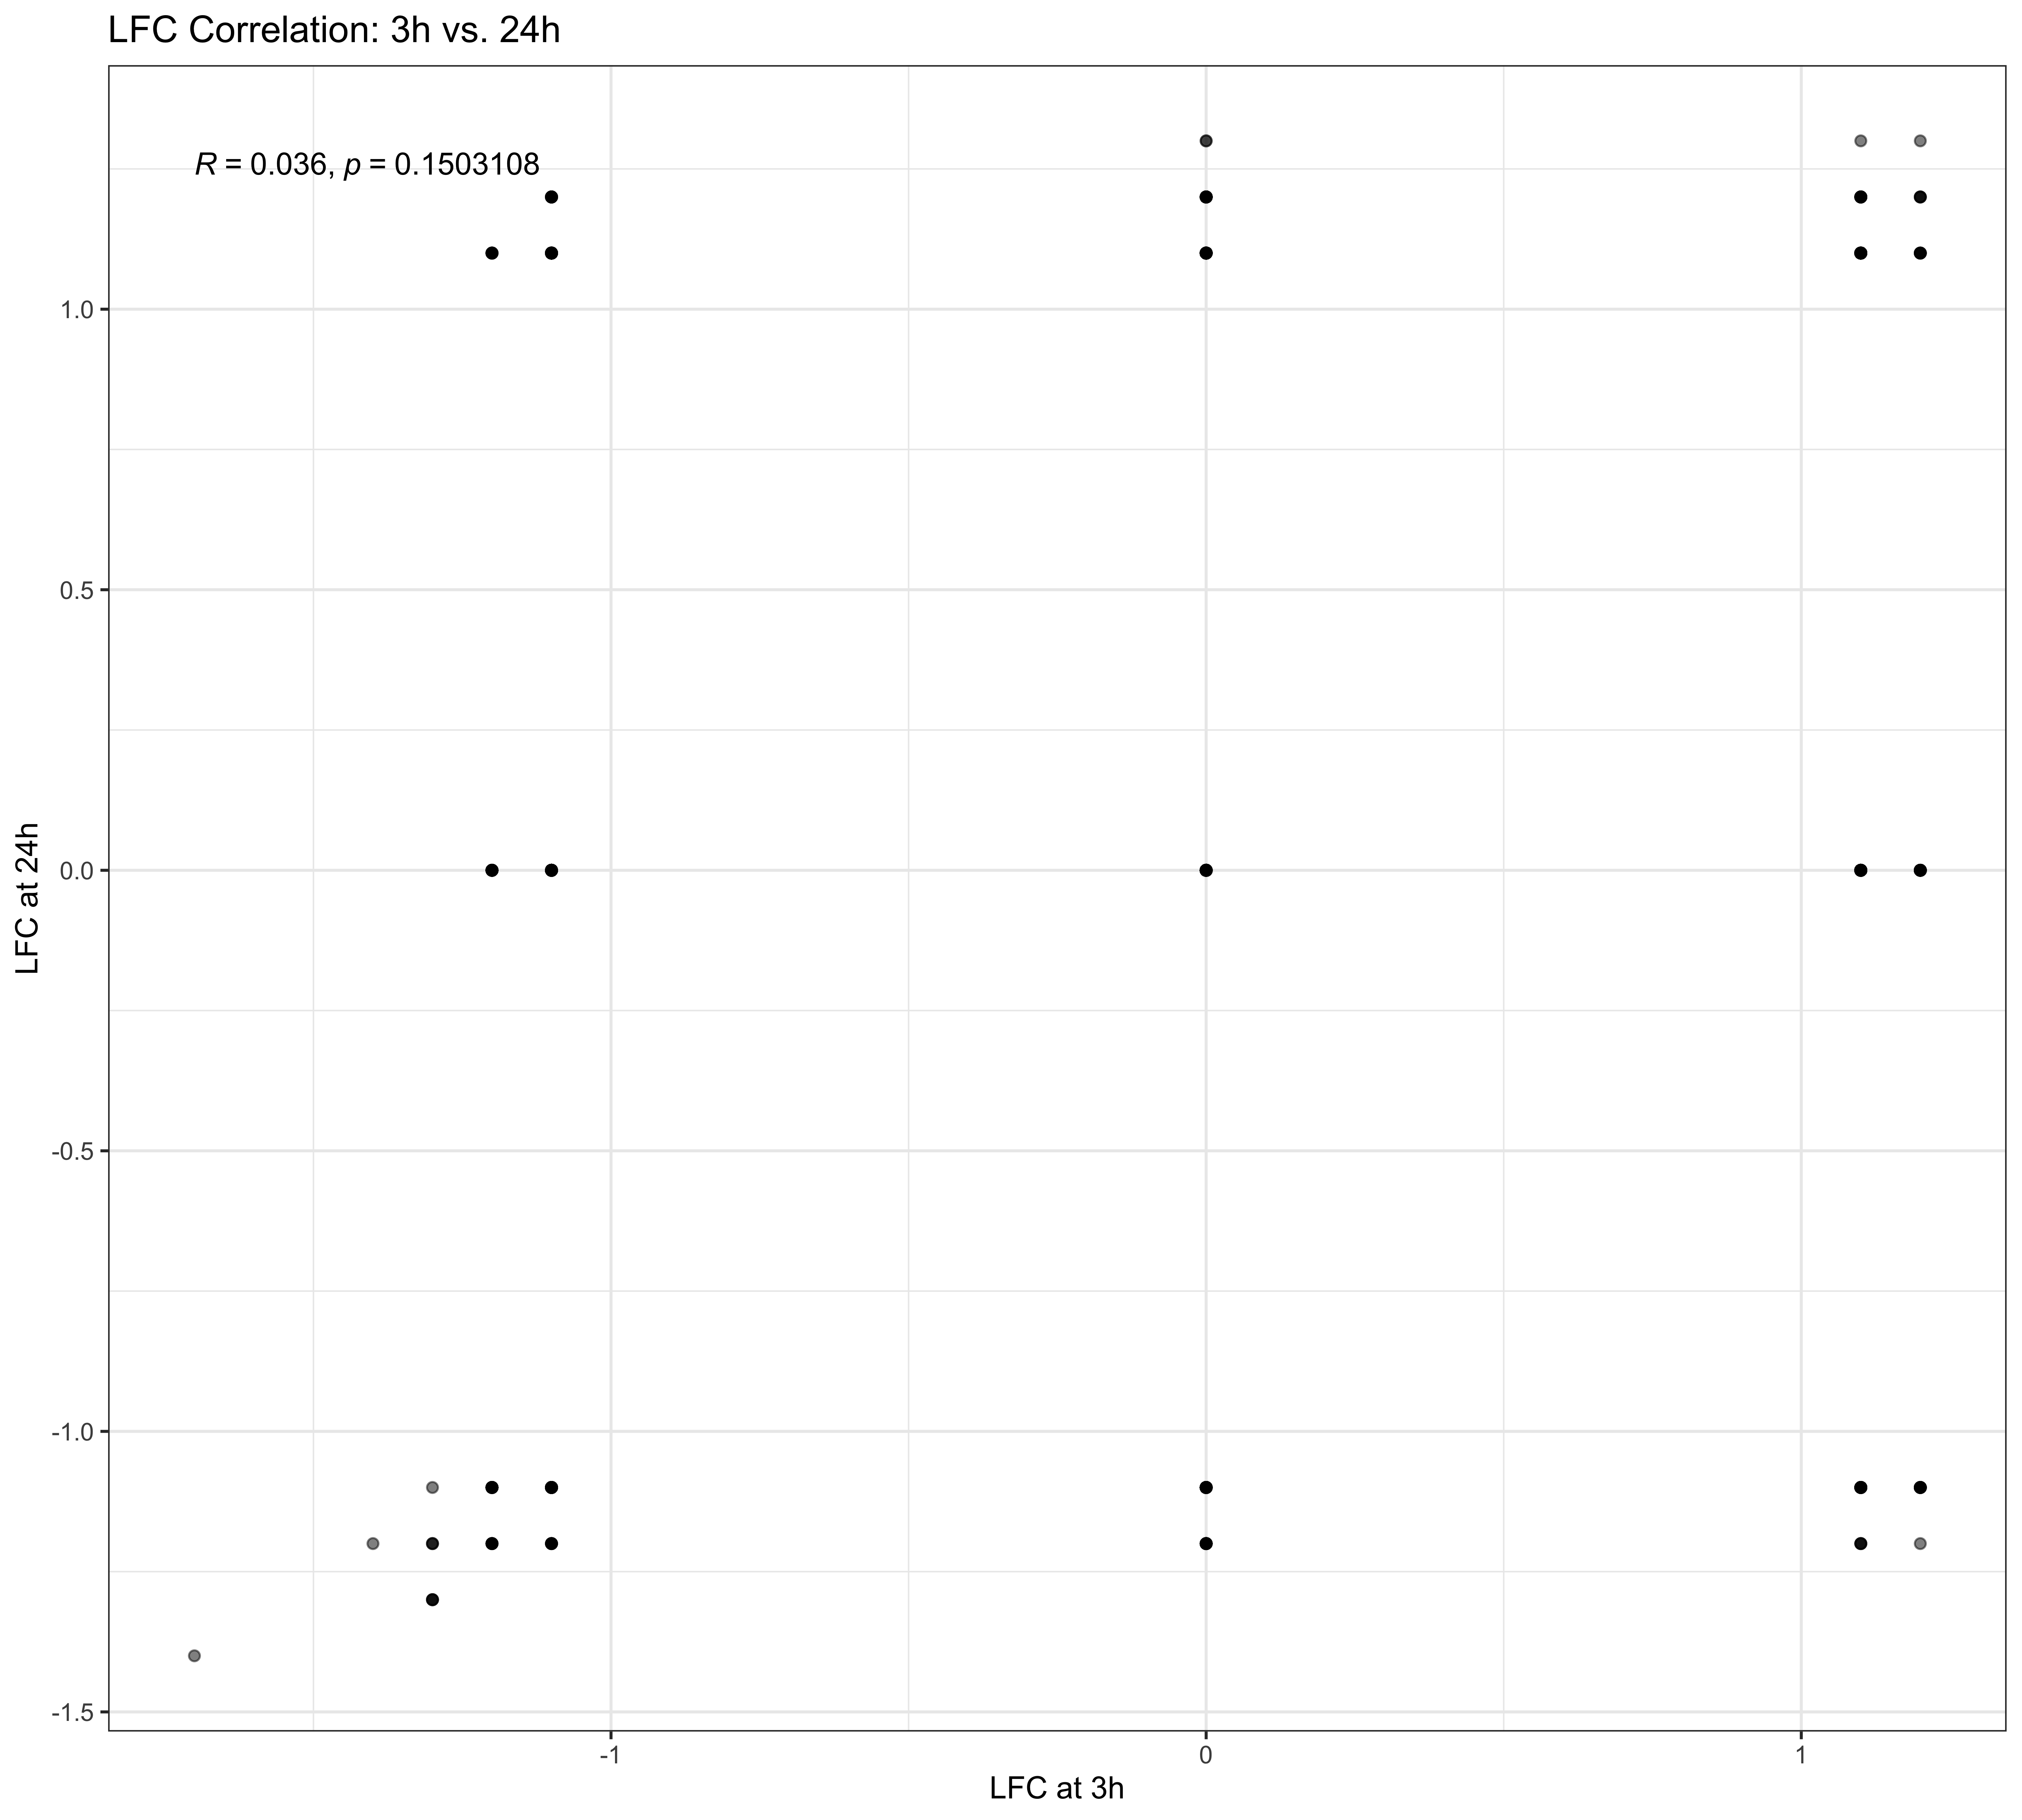 LFC Correlation: 3h vs. 24h
R = 0.036, p = 0.1503108
1.0
0.5
0.0
-0.5
-1.0
-1.5
LFC at 24h
-1
0
1
LFC at 3h